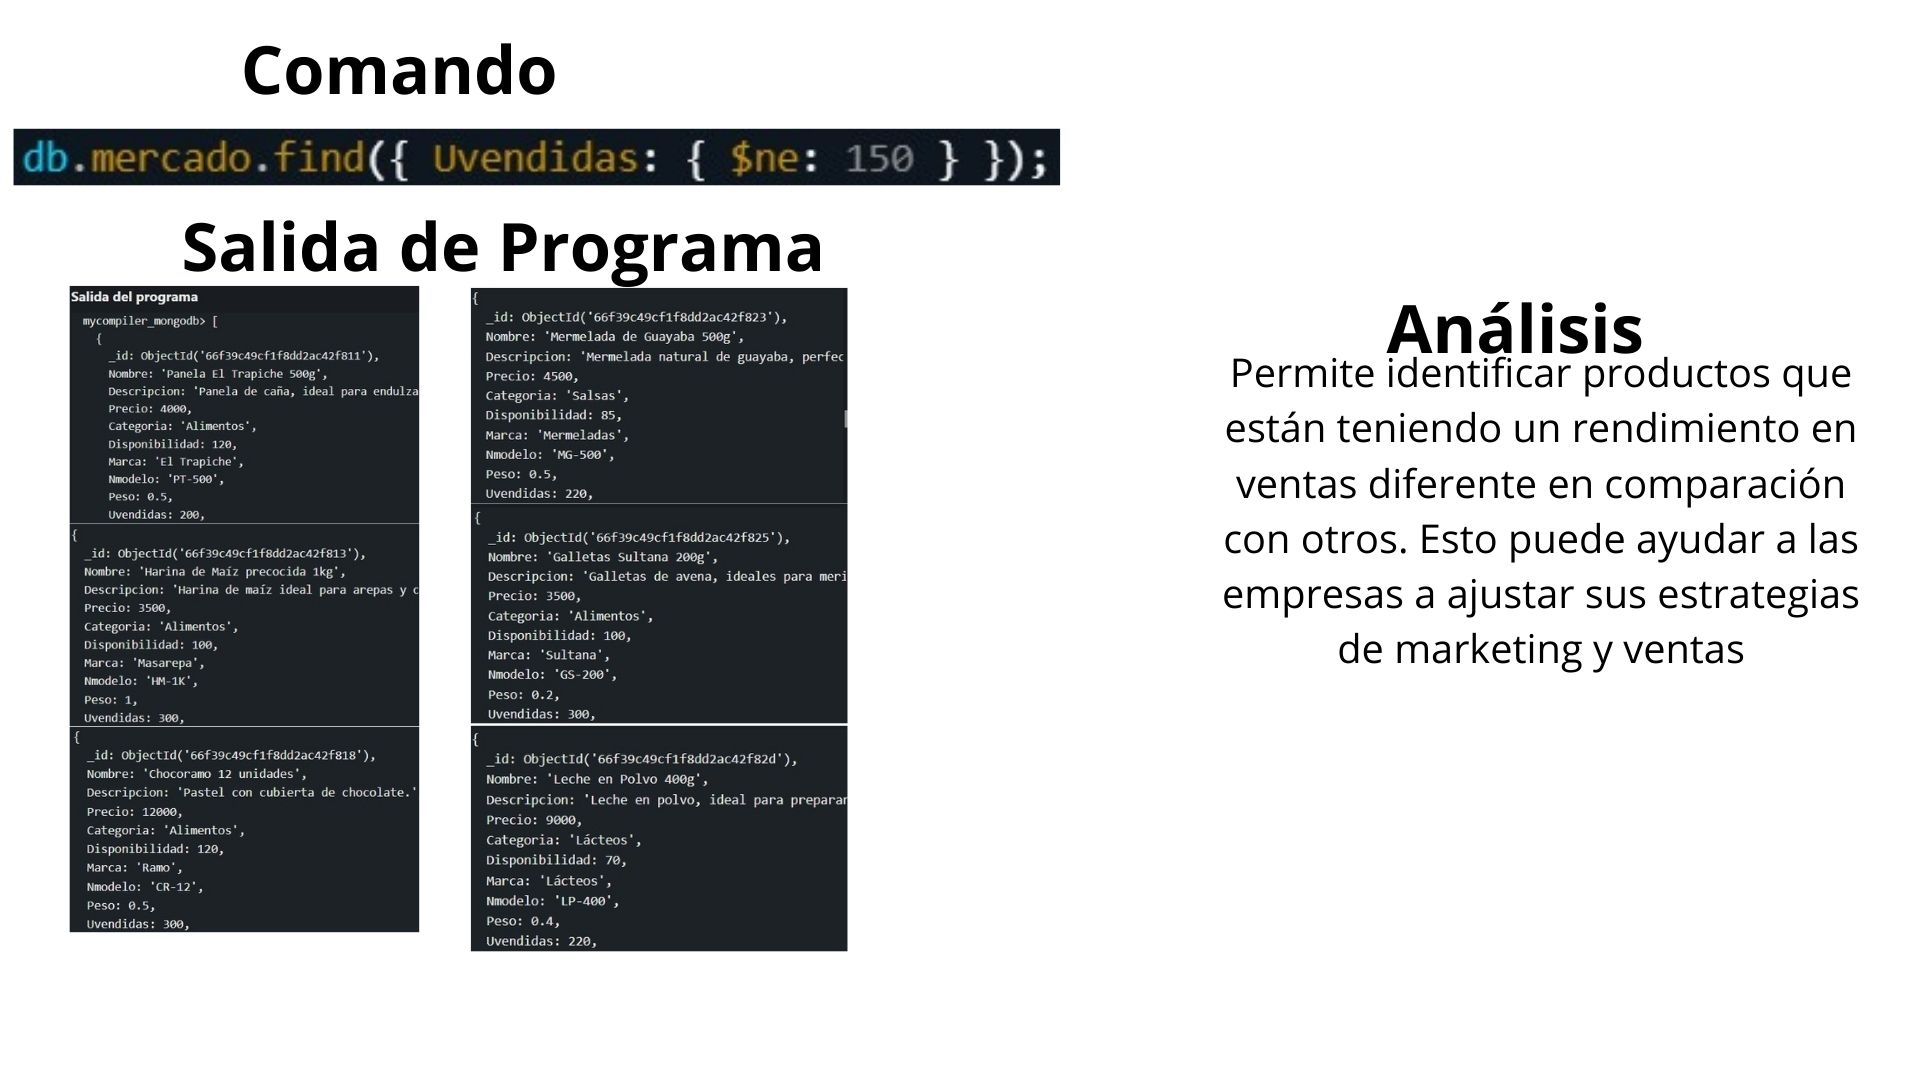 Comando
db.mercado.find({ Uvendidas: { $ne: 150 } });
Salida de Programa
Salida del programa
mycompiler_mongodb> [
{
_id: ObjectId('66f39c49cf1f8dd2ac42f811'),
Nombre: 'Panela El Trapiche 500g',
Descripcion: 'Panela de caña, ideal para endulza
Precio: 4000,
Categoria: 'Alimentos',
Disponibilidad: 120,
Marca: 'El Trapiche',
Nmodelo: 'PT-500',
Peso: 0.5,
Uvendidas: 200,
{
_id: ObjectId('66f39c49cf1f8dd2ac42f813'),
Nombre: 'Harina de Maíz precocida 1kg',
Descripcion: 'Harina de maíz ideal para arepas y c
Precio: 3500,
Categoria: 'Alimentos',
Disponibilidad: 100,
Marca: 'Masarepa',
Nmodelo: 'HM-1K',
Peso: 1,
Uvendidas: 300,
{
_id: ObjectId('66f39c49cf1f8dd2ac42f818'),
Nombre: 'Chocoramo 12 unidades',
Descripcion: 'Pastel con cubierta de chocolate.'
Precio: 12000,
Categoria: 'Alimentos',
Disponibilidad: 120,
Marca: 'Ramo',
Nmodelo: 'CR-12',
Peso: 0.5,
Uvendidas: 300,
{
_id: ObjectId('66f39c49cf1f8dd2ac42f823'),
Nombre: 'Mermelada de Guayaba 500g',
Descripcion: 'Mermelada natural de guayaba, perfec
Precio: 4500,
Categoria: 'Salsas',
Disponibilidad: 85,
Marca: 'Mermeladas',
Nmodelo: 'MG-500',
Peso: 0.5,
Uvendidas: 220,
{
_id: ObjectId('66f39c49cf1f8dd2ac42f825'),
Nombre: 'Galletas Sultana 200g',
Descripcion: 'Galletas de avena, ideales para meri
Precio: 3500,
Categoria: 'Alimentos',
Disponibilidad: 100,
Marca: 'Sultana',
Nmodelo: 'GS-200',
Peso: 0.2,
Uvendidas: 300,
{
_id: ObjectId('66f39c49cf1f8dd2ac42f82d'),
Nombre: 'Leche en Polvo 400g',
Descripcion: 'Leche en polvo, ideal para preparar
Precio: 9000,
Categoria: 'Lácteos',
Disponibilidad: 70,
Marca: 'Lácteos',
Nmodelo: 'LP-400',
Peso: 0.4,
Uvendidas: 220,
Análisis
Permite identificar productos que
están teniendo un rendimiento en
ventas diferente en comparación
con otros. Esto puede ayudar a las
empresas a ajustar sus estrategias
de marketing y ventas